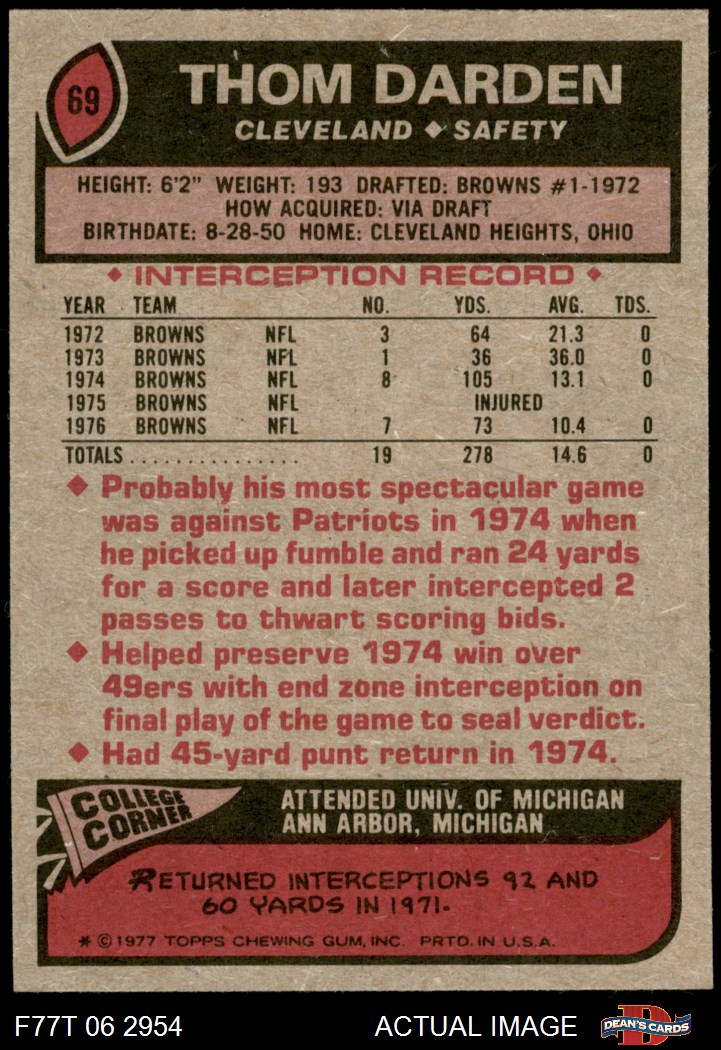 69
THOM DARDEN
CLEVELAND ◆ SAFETY
HEIGHT: 6'2" WEIGHT: 193 DRAFTED: BROWNS #1-1972
HOW ACQUIRED: VIA DRAFT
BIRTHDATE: 8-28-50 HOME: CLEVELAND HEIGHTS, OHIO
◆ INTERCEPTION RECORD ◆
YEAR TEAM NO. YDS. AVG. TDS.
1972 BROWNS NFL 3 64 21.3 0
1973 BROWNS NFL 1 36 36.0 0
1974 BROWNS NFL 8 105 13.1 0
1975 BROWNS NFL INJURED
1976 BROWNS NFL 7 73 10.4 0
TOTALS............... 19 278 14.6 0
◆ Probably his most spectacular game
was against Patriots in 1974 when
he picked up fumble and ran 24 yards
for a score and later intercepted 2
passes to thwart scoring bids.
◆ Helped preserve 1974 win over
49ers with end zone interception on
final play of the game to seal verdict.
◆ Had 45-yard punt return in 1974.
COLLEGE
CORNER
ATTENDED UNIV. OF MICHIGAN
ANN ARBOR, MICHIGAN
RETURNED INTERCEPTIONS 92 AND
60 YARDS IN 1971.
* © 1977 TOPPS CHEWING GUM, INC. PRTD. IN U.S.A.
F77T 06 2954 ACTUAL IMAGE
D
DEAN'S CARDS